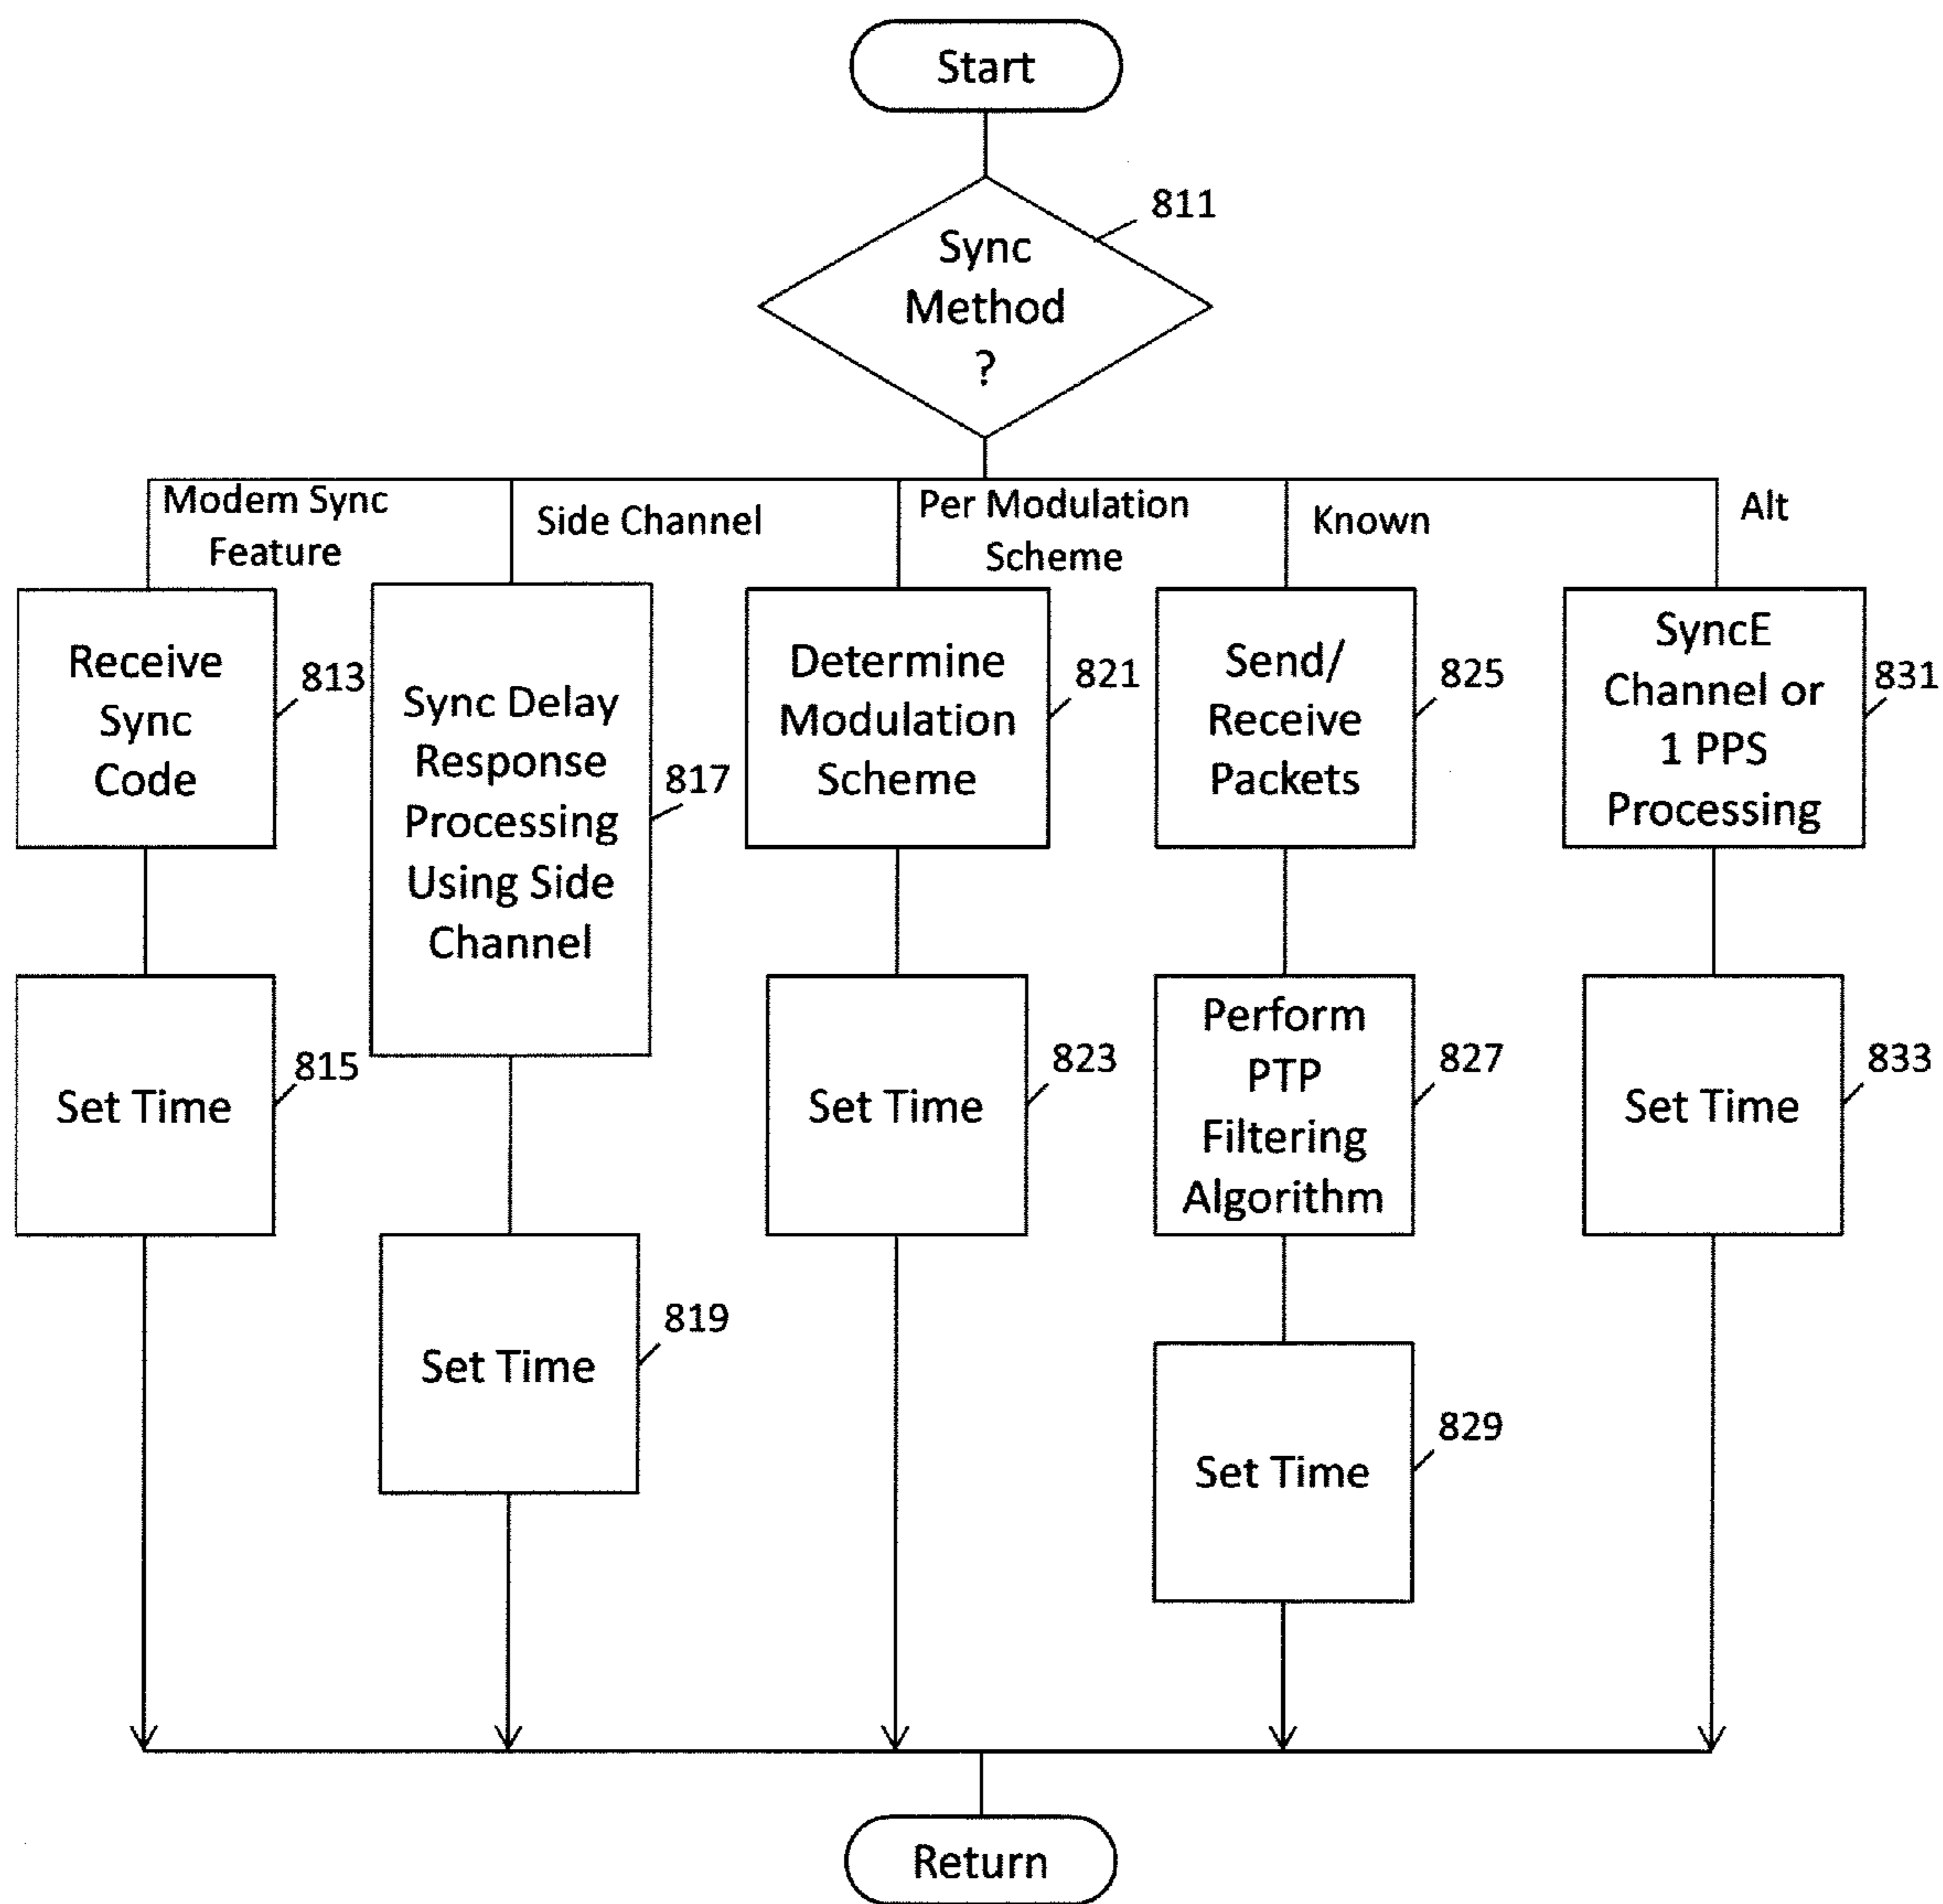 Start
811
Sync
Method
?
Modem Sync
Feature
Side Channel
Per Modulation
Scheme
Known
Alt
Receive
Sync
Code
813
Set Time
815
Sync Delay
Response
Processing
Using Side
Channel
817
Set Time
819
Determine
Modulation
Scheme
821
Set Time
823
Send/
Receive
Packets
825
Perform
PTP
Filtering
Algorithm
827
Set Time
829
SyncE
Channel or
1 PPS
Processing
831
Set Time
833
Return